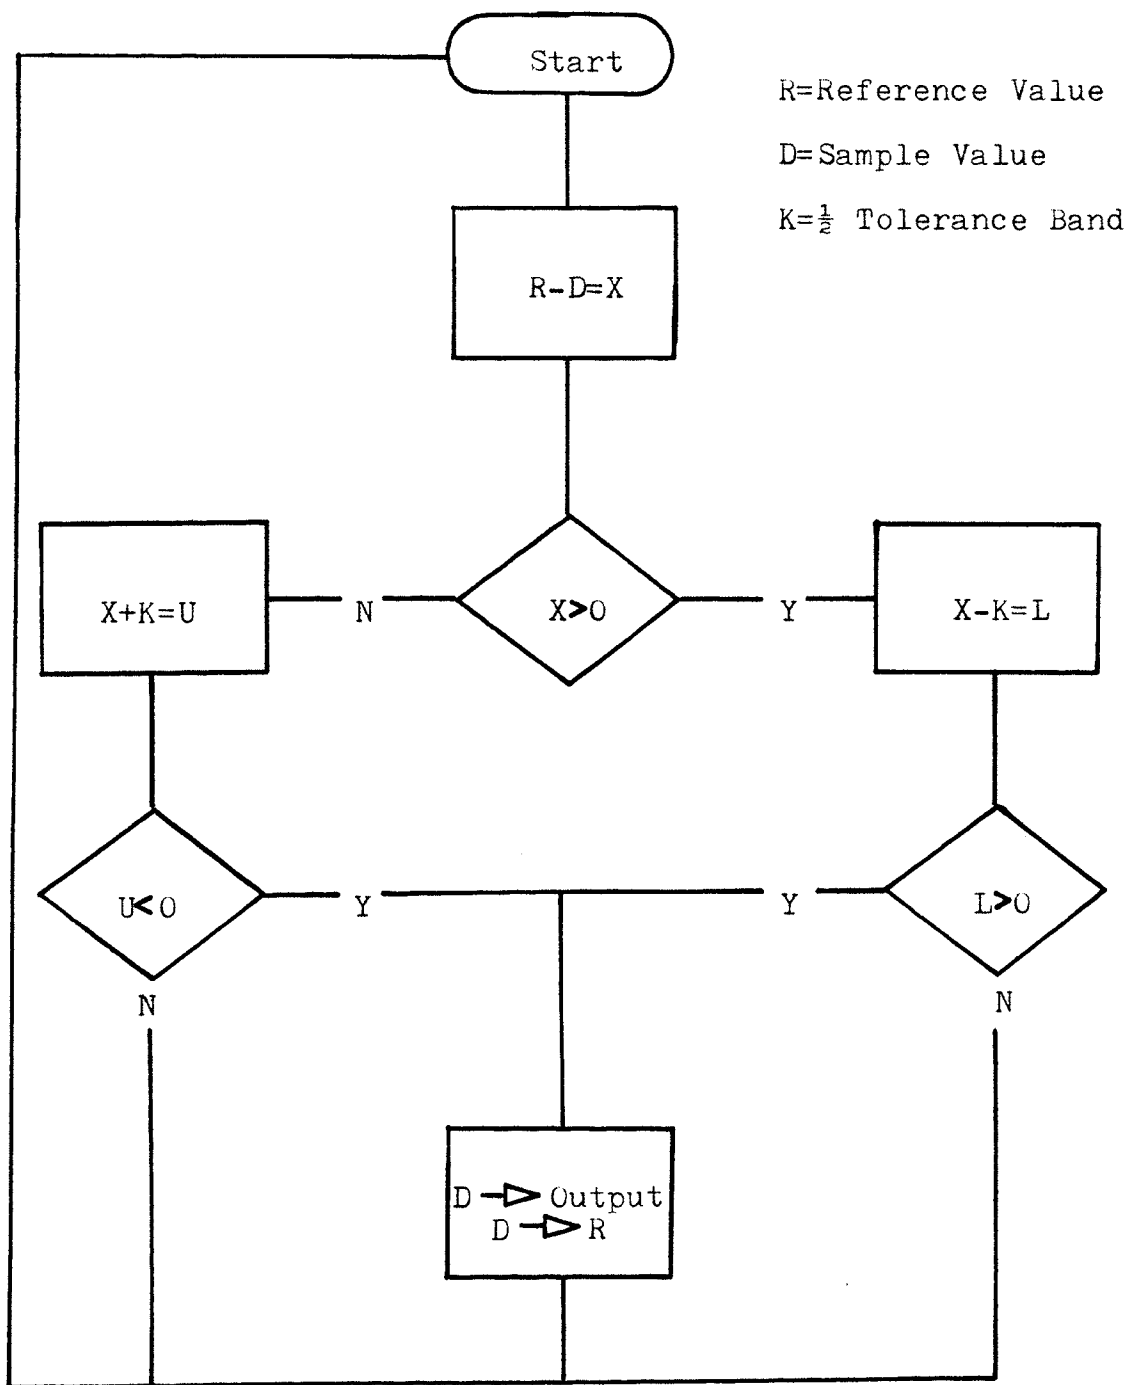 Start
R=Reference Value
D=Sample Value
K=½ Tolerance Band
R-D=X
X+K=U
N
X>0
Y
X-K=L
U<0
Y
Y
L>0
N
N
D → Output
D → R